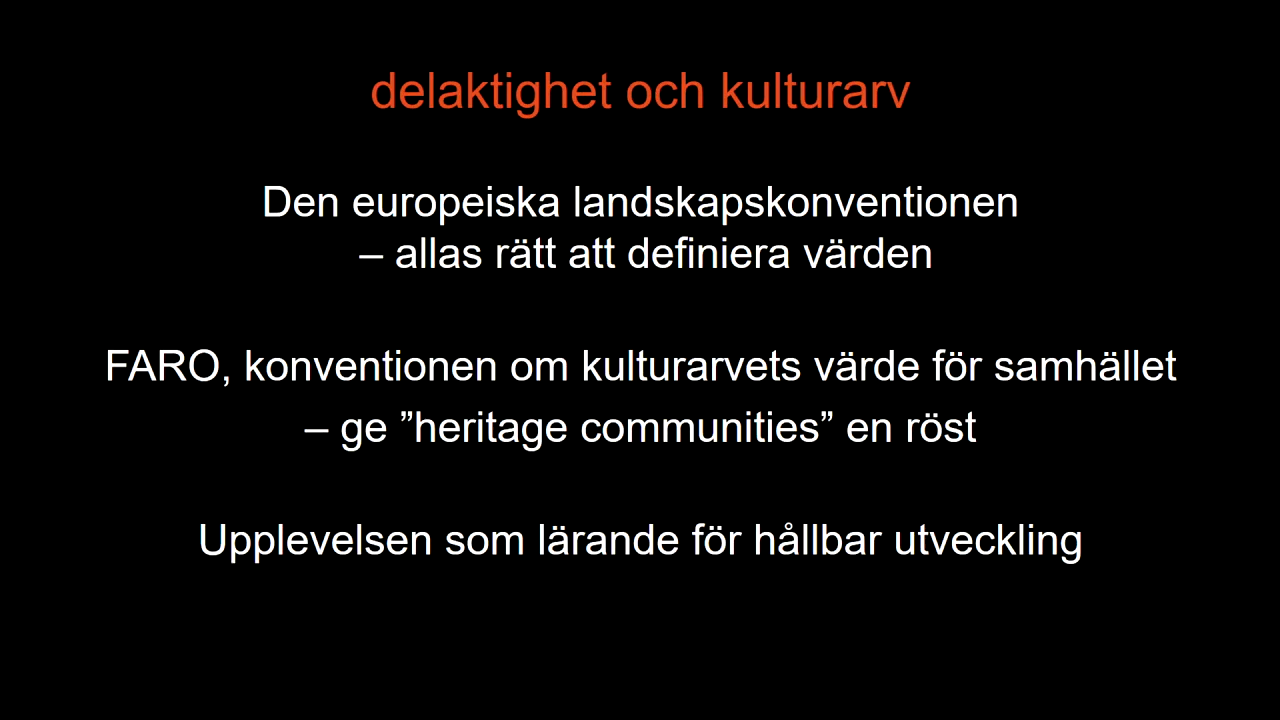 delaktighet och kulturarv
Den europeiska landskapskonventionen
– allas rätt att definiera värden
FARO, konventionen om kulturarvets värde för samhället
– ge ”heritage communities” en röst
Upplevelsen som lärande för hållbar utveckling